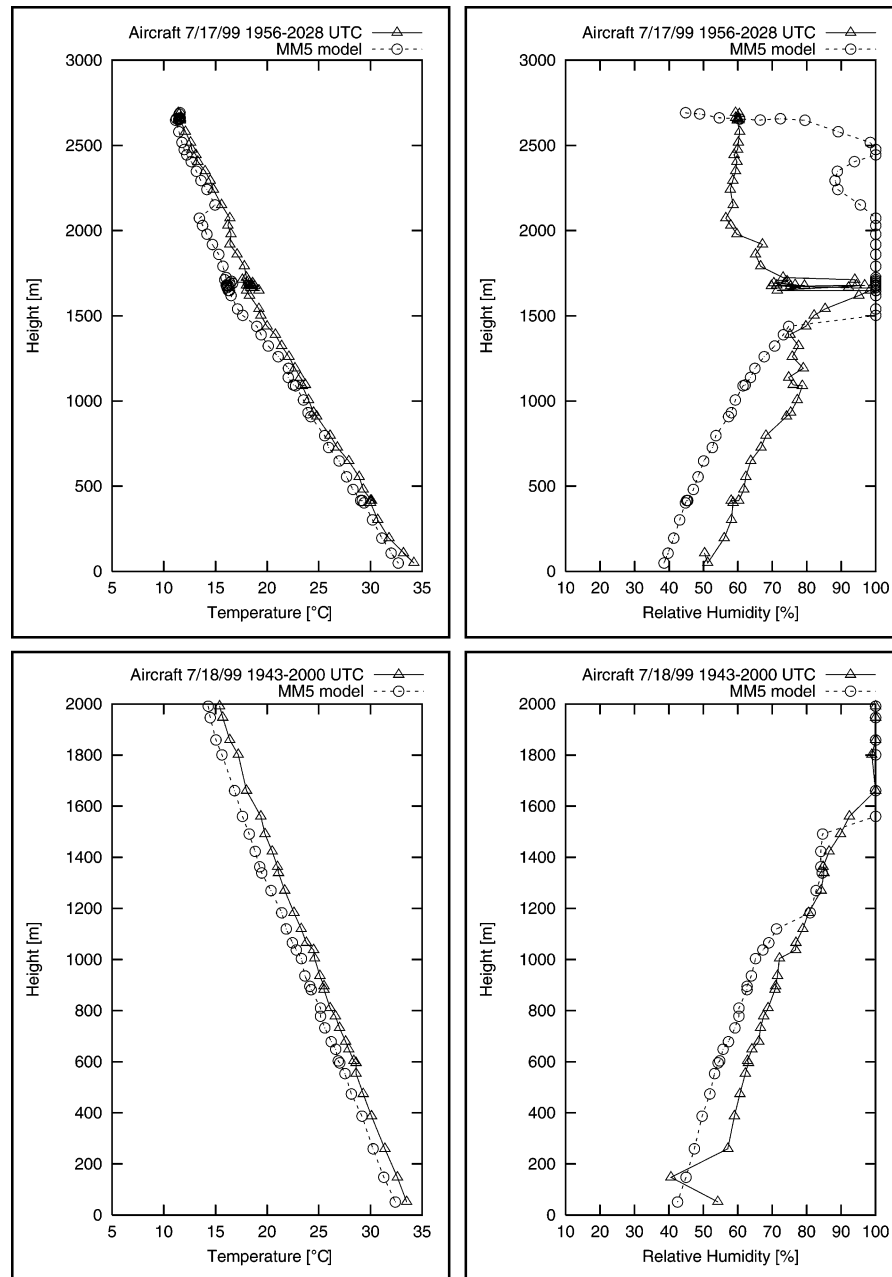 Aircraft 7/17/99 1956-2028 UTC
MM5 model
3000
2500
2000
1500
1000
500
0
Height [m]
5 10 15 20 25 30 35
Temperature [°C]
Aircraft 7/17/99 1956-2028 UTC
MM5 model
3000
2500
2000
1500
1000
500
0
Height [m]
10 20 30 40 50 60 70 80 90 100
Relative Humidity [%]
Aircraft 7/18/99 1943-2000 UTC
MM5 model
2000
1800
1600
1400
1200
1000
800
600
400
200
0
Height [m]
5 10 15 20 25 30 35
Temperature [°C]
Aircraft 7/18/99 1943-2000 UTC
MM5 model
2000
1800
1600
1400
1200
1000
800
600
400
200
0
Height [m]
10 20 30 40 50 60 70 80 90 100
Relative Humidity [%]